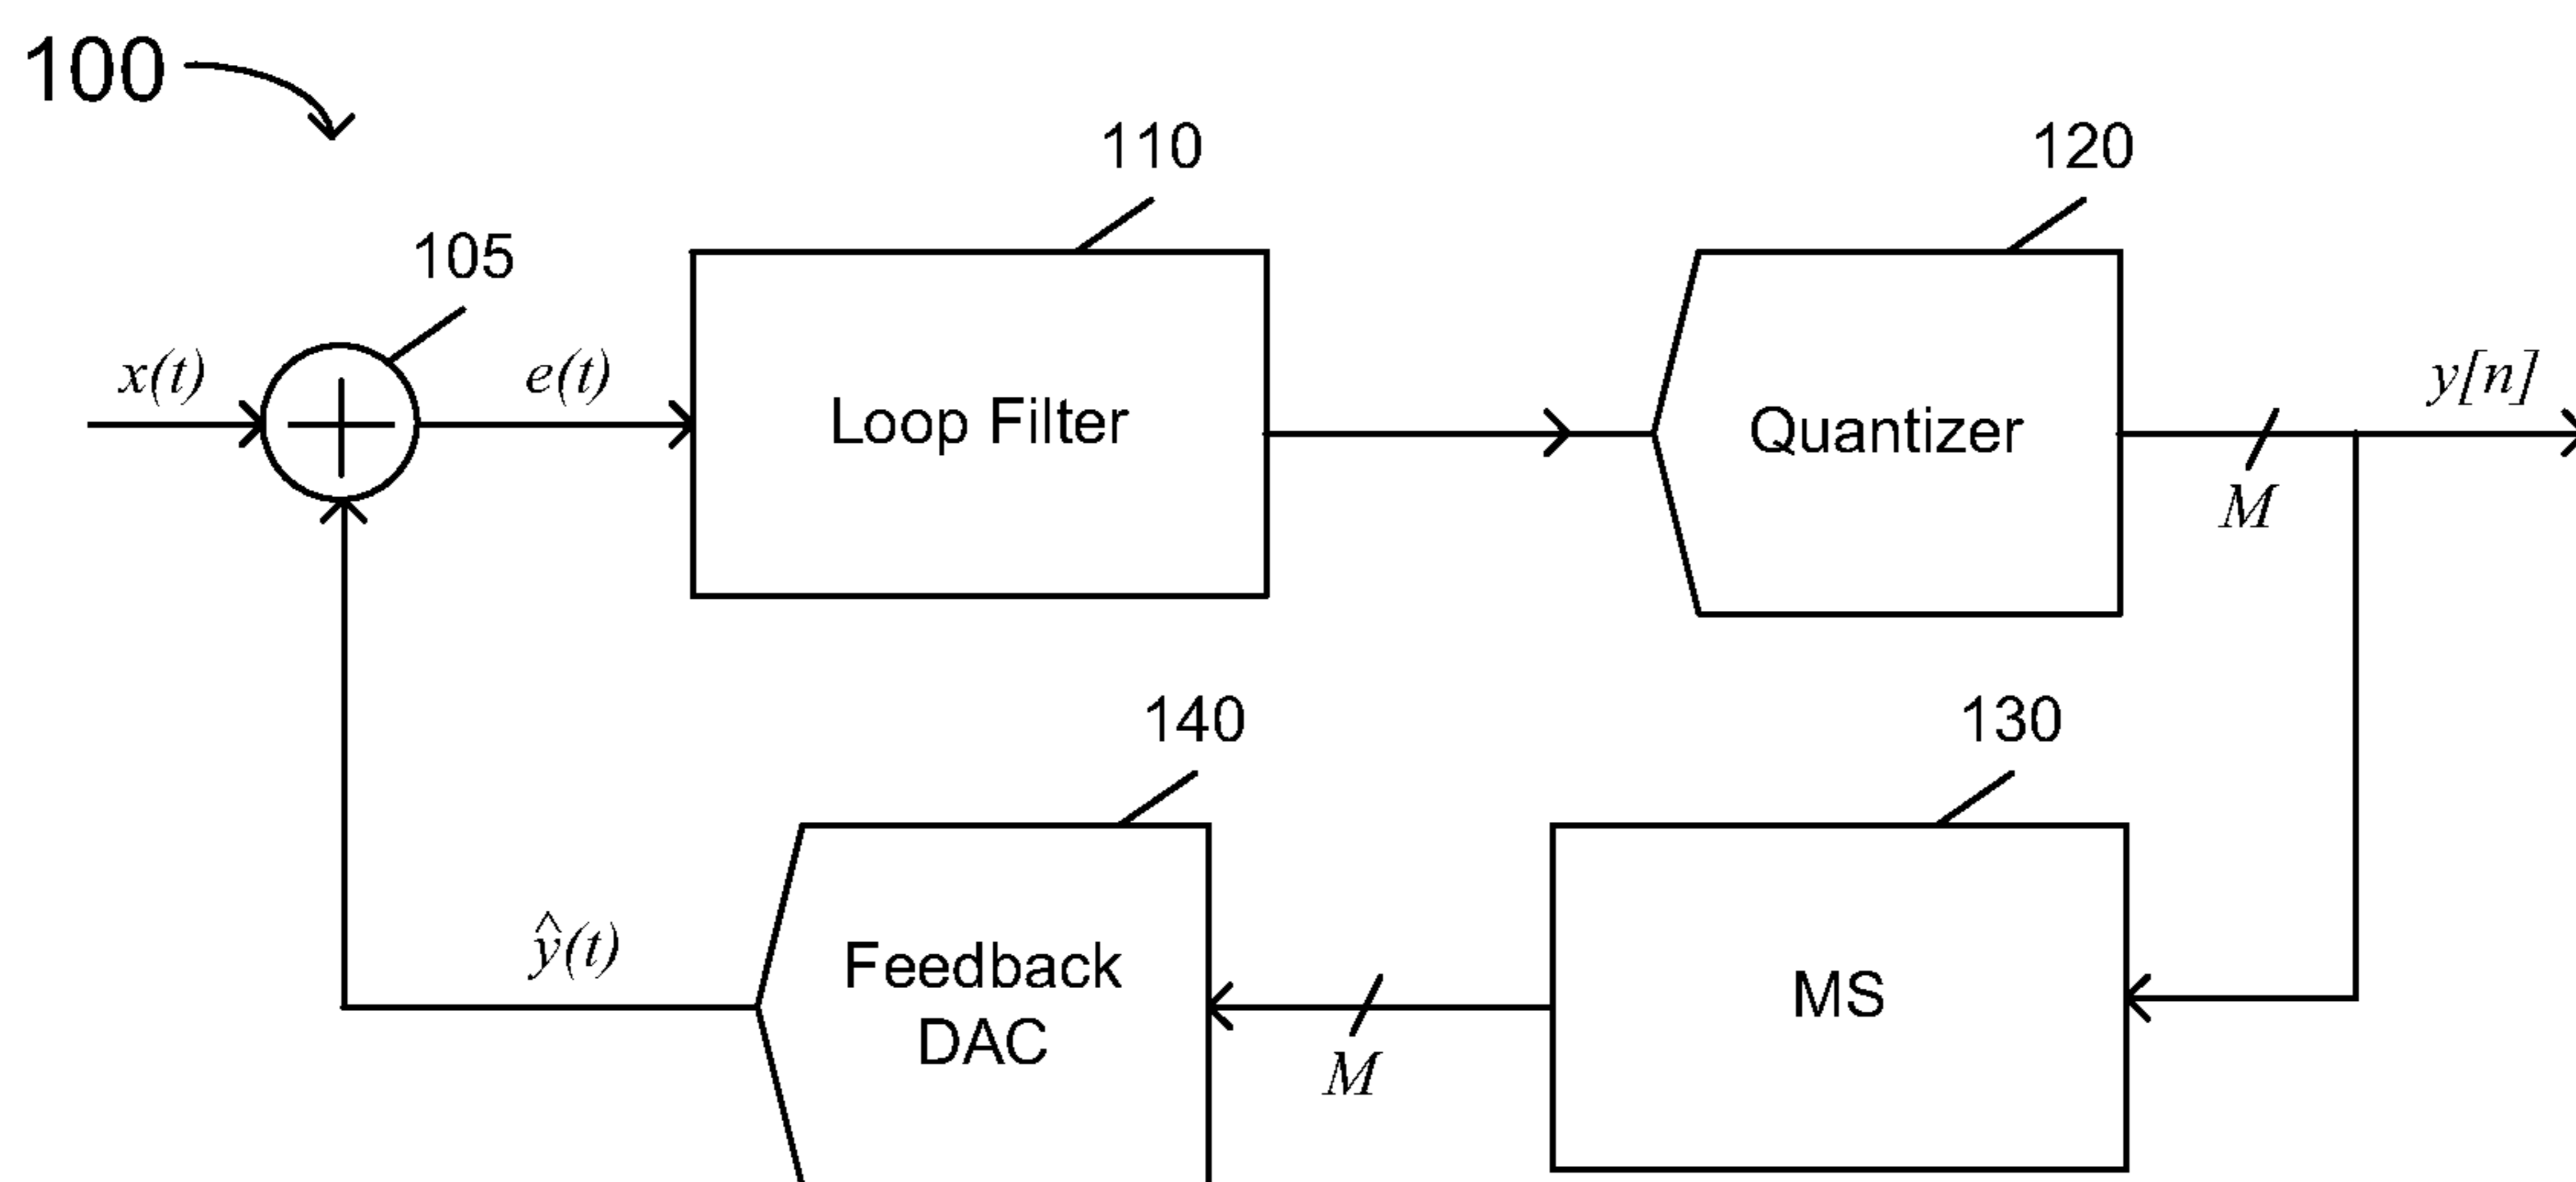 100
110
120
105
x(t)
e(t)
Loop Filter
Quantizer
y[n]
M
140
130
ŷ(t)
Feedback
DAC
MS
M